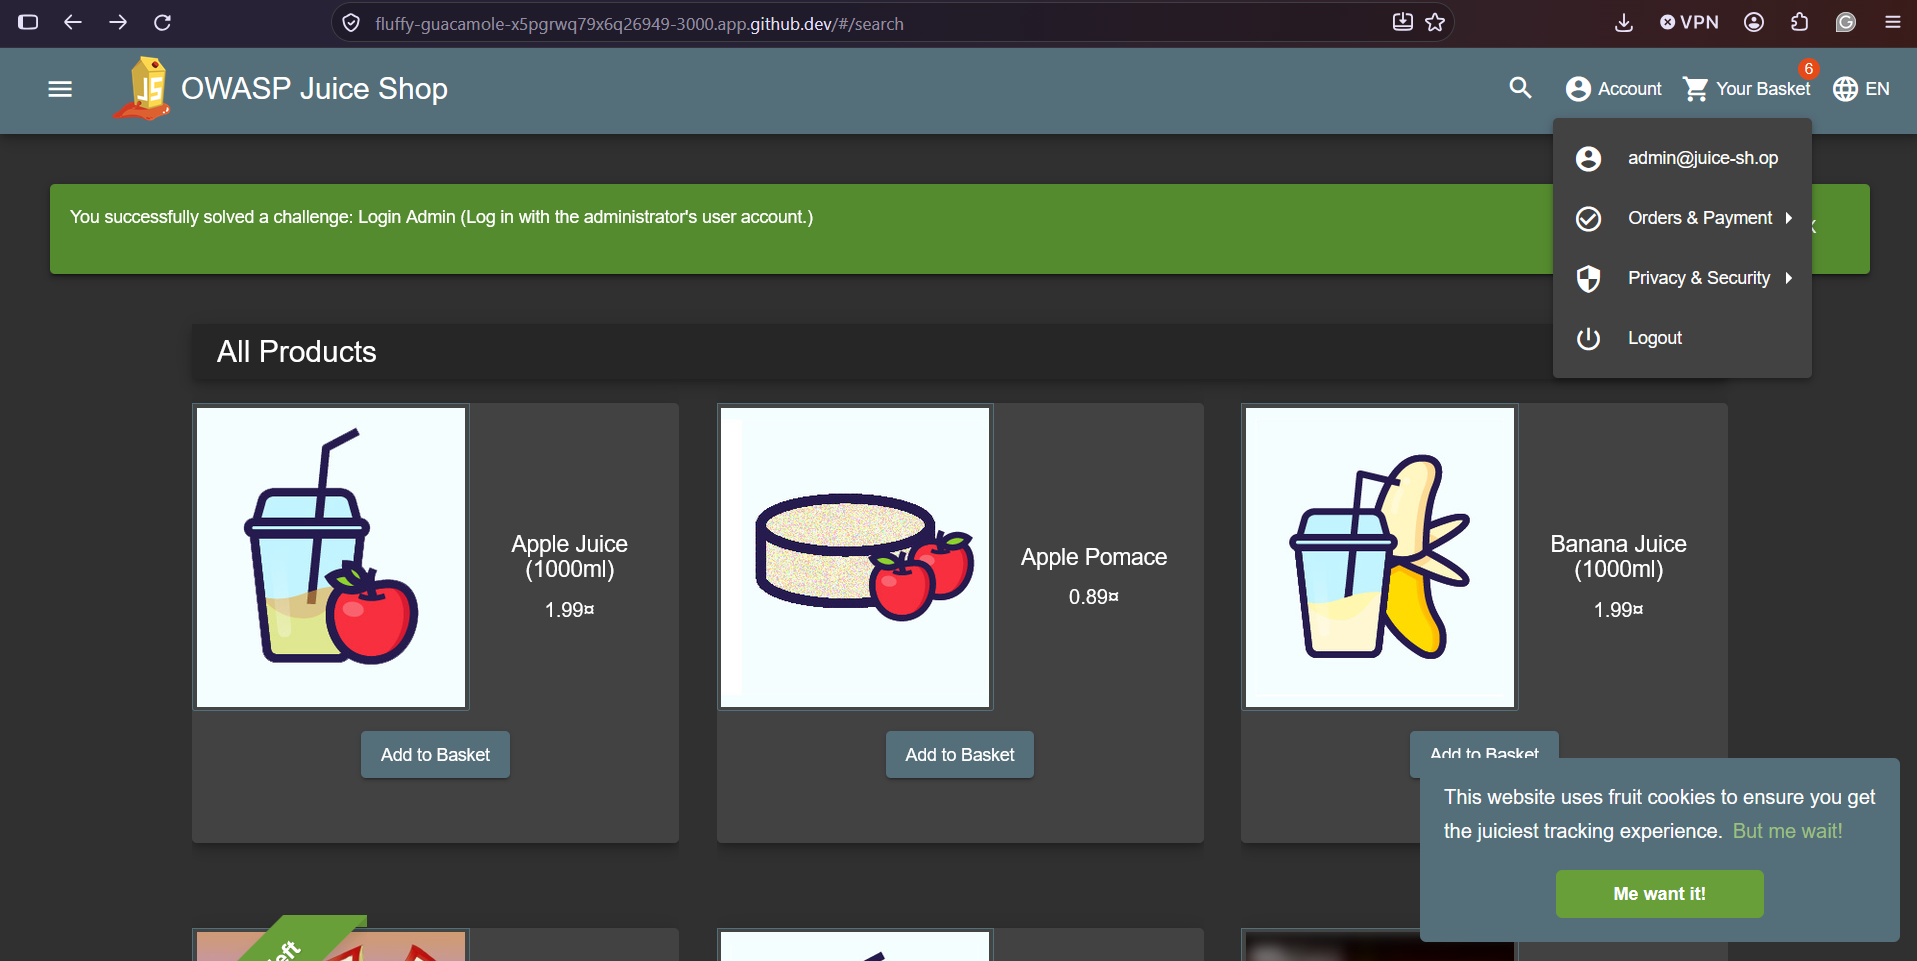 fluffy-guacamole-x5pgrwq79x6q26949-3000.app.github.dev/#/search
VPN
JS
OWASP Juice Shop
Account
6
Your Basket
EN
admin@juice-sh.op
Orders & Payment
Privacy & Security
Logout
You successfully solved a challenge: Login Admin (Log in with the administrator's user account.)
All Products
Apple Juice
(1000ml)
1.99¤
Add to Basket
Apple Pomace
0.89¤
Add to Basket
Banana Juice
(1000ml)
1.99¤
Add to Basket
This website uses fruit cookies to ensure you get
the juiciest tracking experience. But me wait!
Me want it!